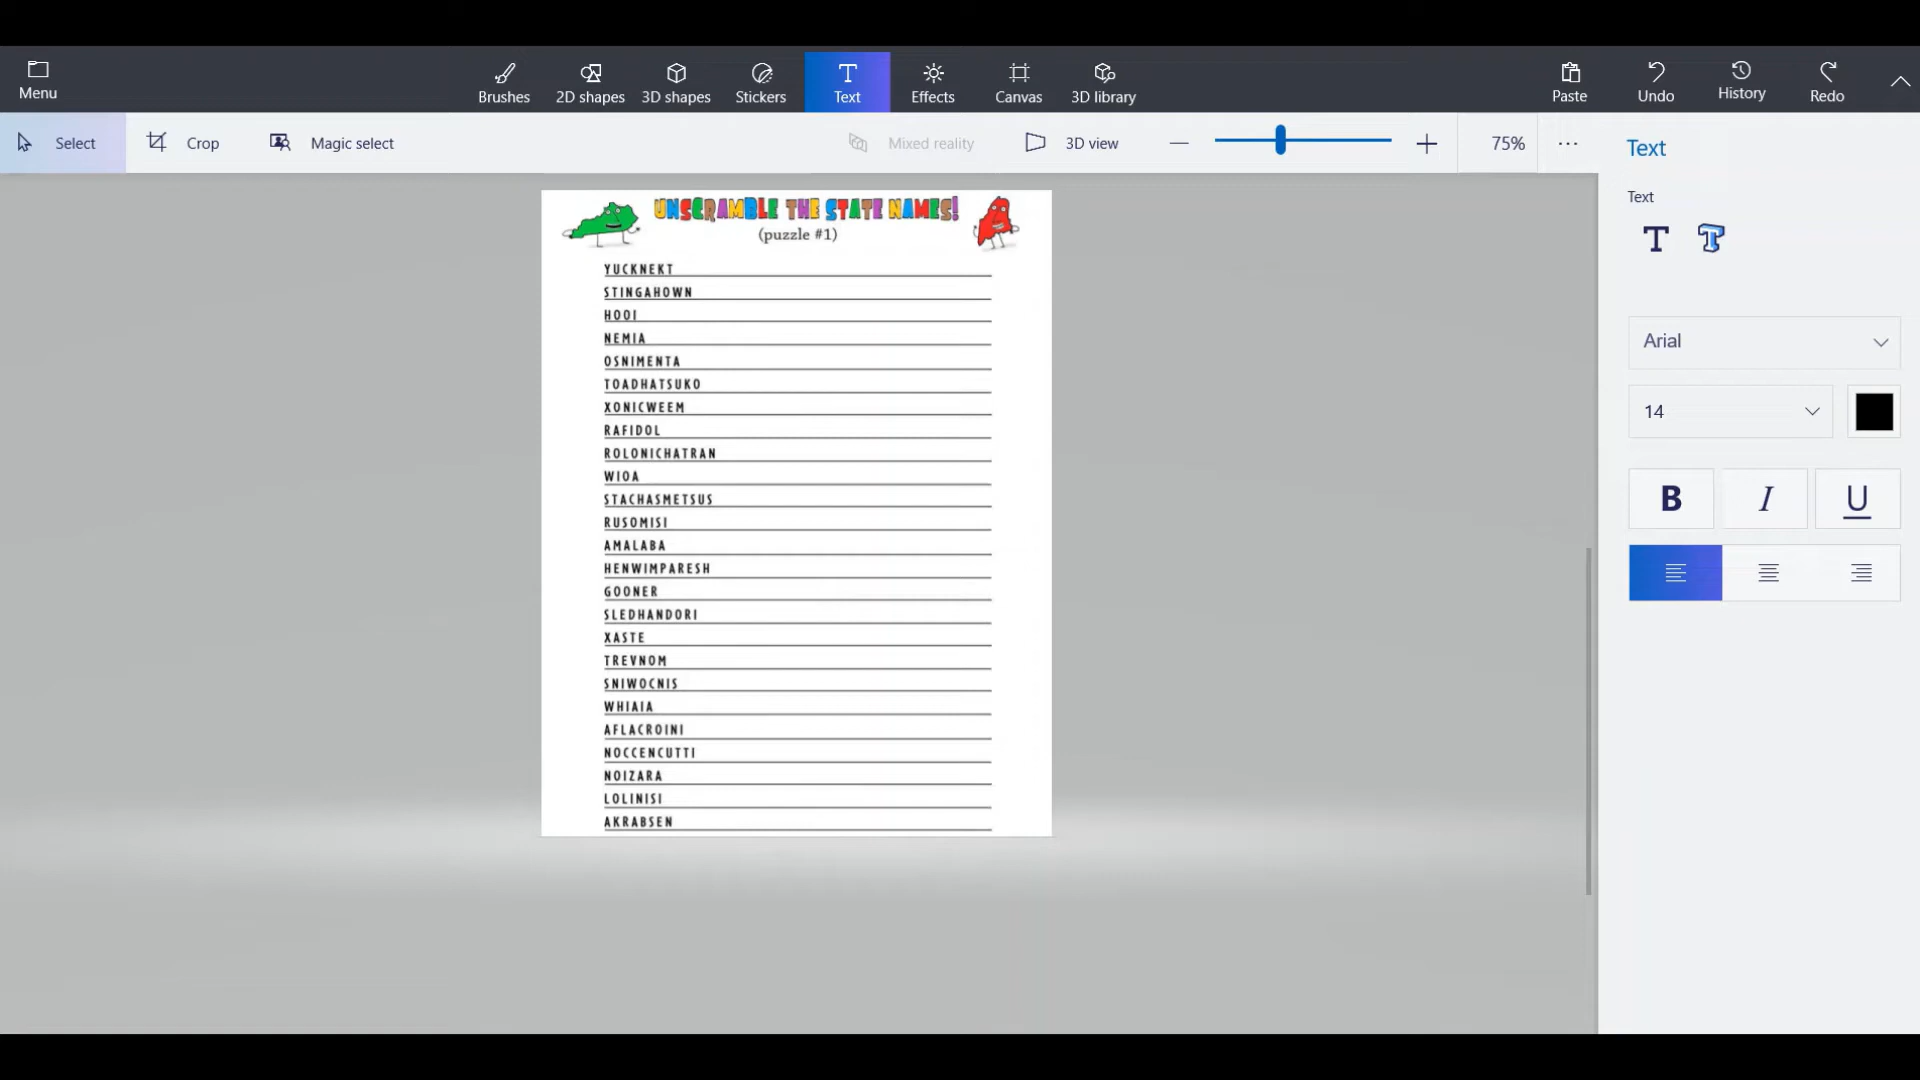 Menu
Brushes
2D shapes
3D shapes
Stickers
Text
Effects
Canvas
3D library
Paste
Undo
History
Redo
Select
Crop
Magic select
Mixed reality
3D view
75%
Text
Text
Arial
14
B I U
UNSCRAMBLE THE STATE NAMES!
(puzzle #1)
YUCKNEKT
STINGAHOWN
HOOI
NEMIA
OSNIMENTA
TOADHATSUKO
XONICWEEM
RAFIDOL
ROLONICHATRAN
WIOA
STACHASMETSUS
RUSOMISI
AMALABA
HENWIMPARESH
GOONER
SLEDHANDORI
XASTE
TREVNOM
SNIWOCNIS
WHIAIA
AFLACROINI
NOCCENCUTTI
NOIZARA
LOLINISI
AKRABSEN